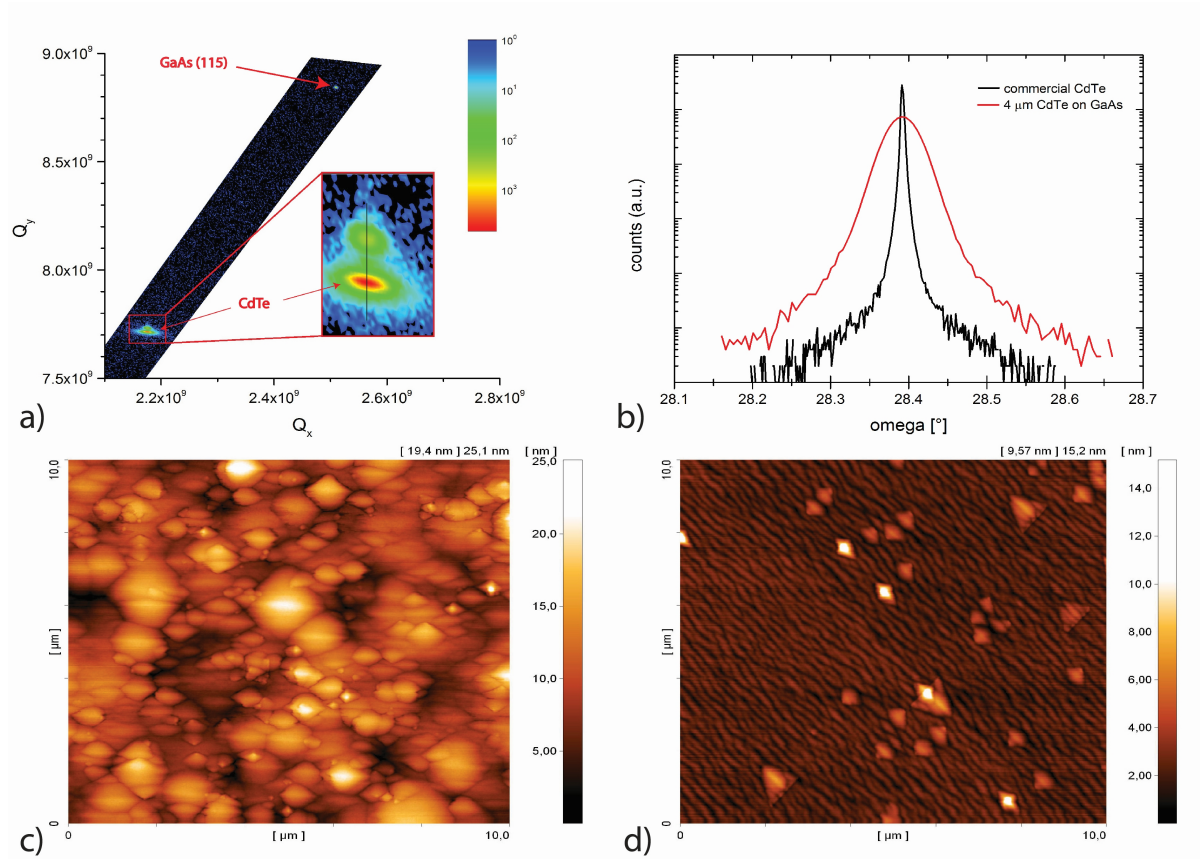 9.0x10⁹
8.5x10⁹
8.0x10⁹
7.5x10⁹
Qy
GaAs (115)
CdTe
10⁰
10¹
10²
10³
2.2x10⁹ 2.4x10⁹ 2.6x10⁹ 2.8x10⁹
Qx
a)
counts (a.u.)
commercial CdTe
4 µm CdTe on GaAs
28.1 28.2 28.3 28.4 28.5 28.6 28.7
omega [°]
b)
[ 19,4 nm ] 25,1 nm [ nm ]
10,0
[ µm ]
0
25,0
20,0
15,0
10,0
5,00
0 [ µm ] 10,0
c)
[ 9,57 nm ] 15,2 nm [ nm ]
10,0
[ µm ]
0
14,0
12,0
10,0
8,00
6,00
4,00
2,00
0 [ µm ] 10,0
d)